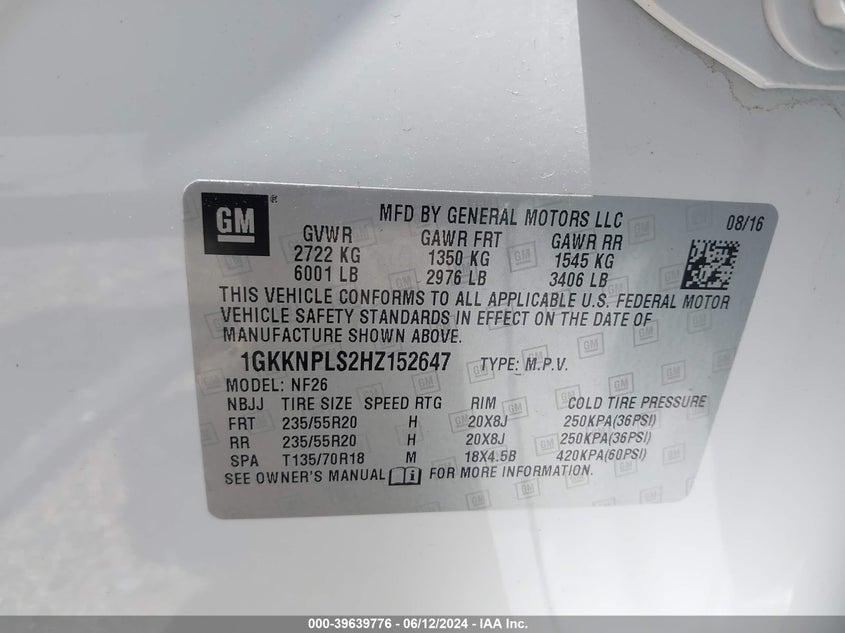 GM ®
MFD BY GENERAL MOTORS LLC 08/16
GVWR GAWR FRT GAWR RR
2722 KG 1350 KG 1545 KG
6001 LB 2976 LB 3406 LB
THIS VEHICLE CONFORMS TO ALL APPLICABLE U.S. FEDERAL MOTOR
VEHICLE SAFETY STANDARDS IN EFFECT ON THE DATE OF
MANUFACTURE SHOWN ABOVE.
1GKKNPLS2HZ152647 TYPE: M.P.V.
MODEL: NF26
NBJJ TIRE SIZE SPEED RTG RIM COLD TIRE PRESSURE
FRT 235/55R20 H 20X8J 250KPA(36PSI)
RR 235/55R20 H 20X8J 250KPA(36PSI)
SPA T135/70R18 M 18X4.5B 420KPA(60PSI)
SEE OWNER'S MANUAL FOR MORE INFORMATION.
000-39639776 - 06/12/2024 - IAA Inc.